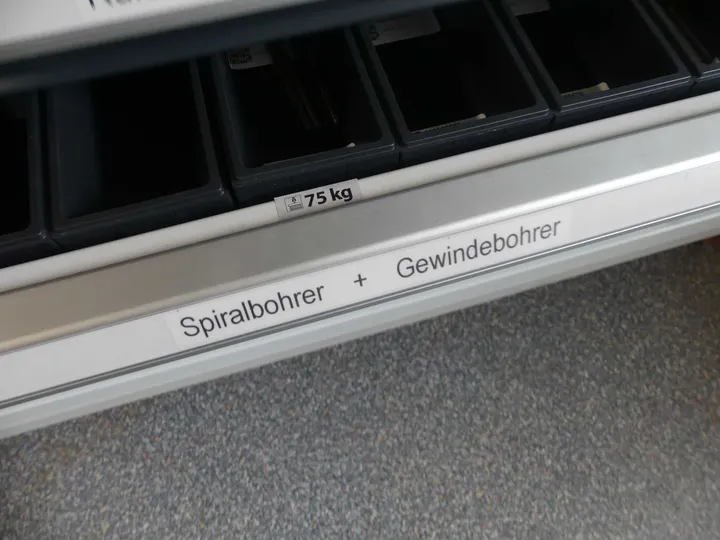 75 kg
Spiralbohrer + Gewindebohrer